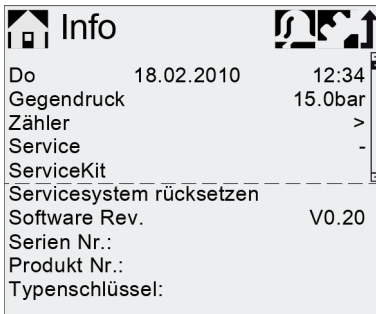 Info
Do 18.02.2010 12:34
Gegendruck 15.0bar
Zähler >
Service -
ServiceKit
Servicesystem rücksetzen
Software Rev. V0.20
Serien Nr.:
Produkt Nr.:
Typenschlüssel: